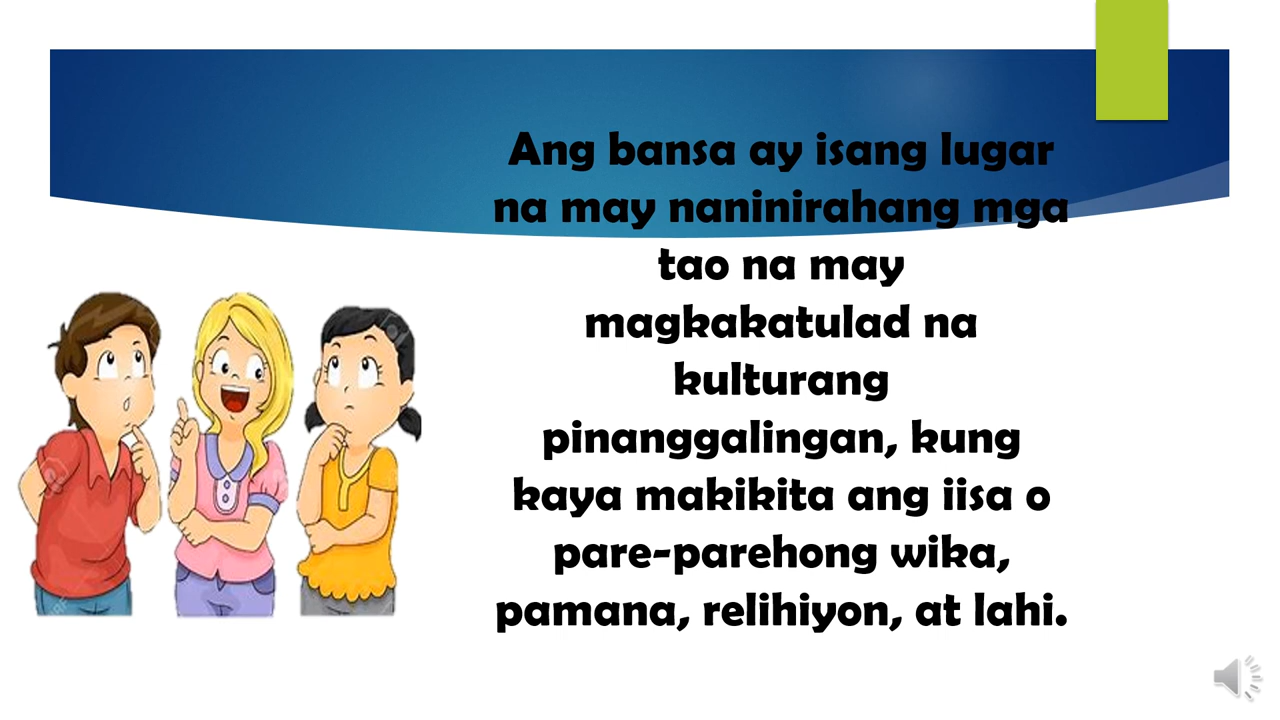 Ang bansa ay isang lugar
na may naninirahang mga
tao na may
magkakatulad na
kulturang
pinanggalingan, kung
kaya makikita ang iisa o
pare-parehong wika,
pamana, relihiyon, at lahi.